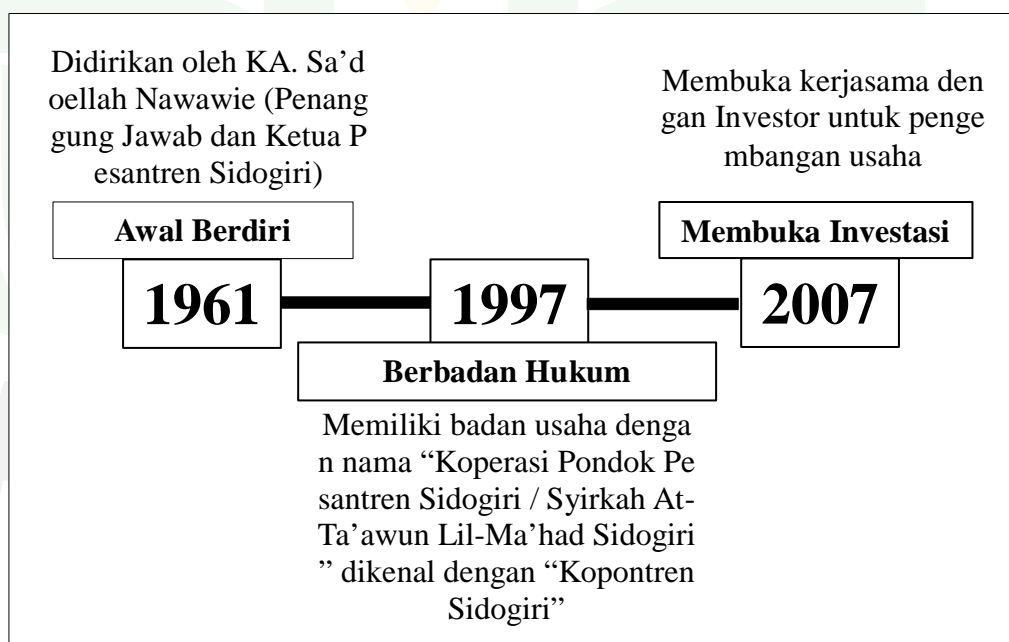 Didirikan oleh KA. Sa’d
oellah Nawawie (Penang
gung Jawab dan Ketua P
esantren Sidogiri)
Awal Berdiri
1961
1997
Berbadan Hukum
Memiliki badan usaha denga
n nama “Koperasi Pondok Pe
santren Sidogiri / Syirkah At-
Ta’awun Lil-Ma’had Sidogiri
” dikenal dengan “Kopontren
Sidogiri”
Membuka kerjasama den
gan Investor untuk penge
mbangan usaha
Membuka Investasi
2007